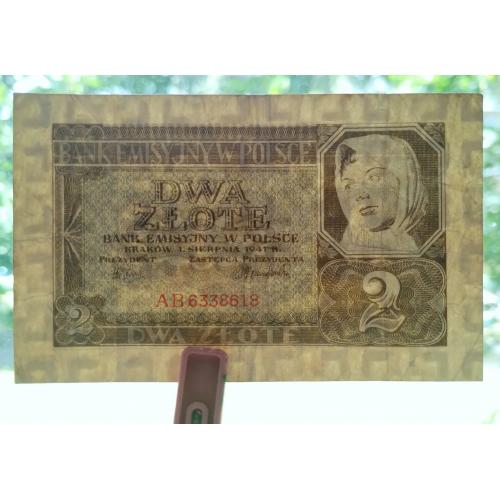 BANK EMISYJNY W POLSCE
DWA
ZŁOTE
BANK EMISYJNY W POLSCE
KRAKÓW 1. SIERPNIA 1941 R.
PREZYDENT ZASTĘPCA PREZYDENTA
AB 6338618
2
2
DWA ZŁOTE